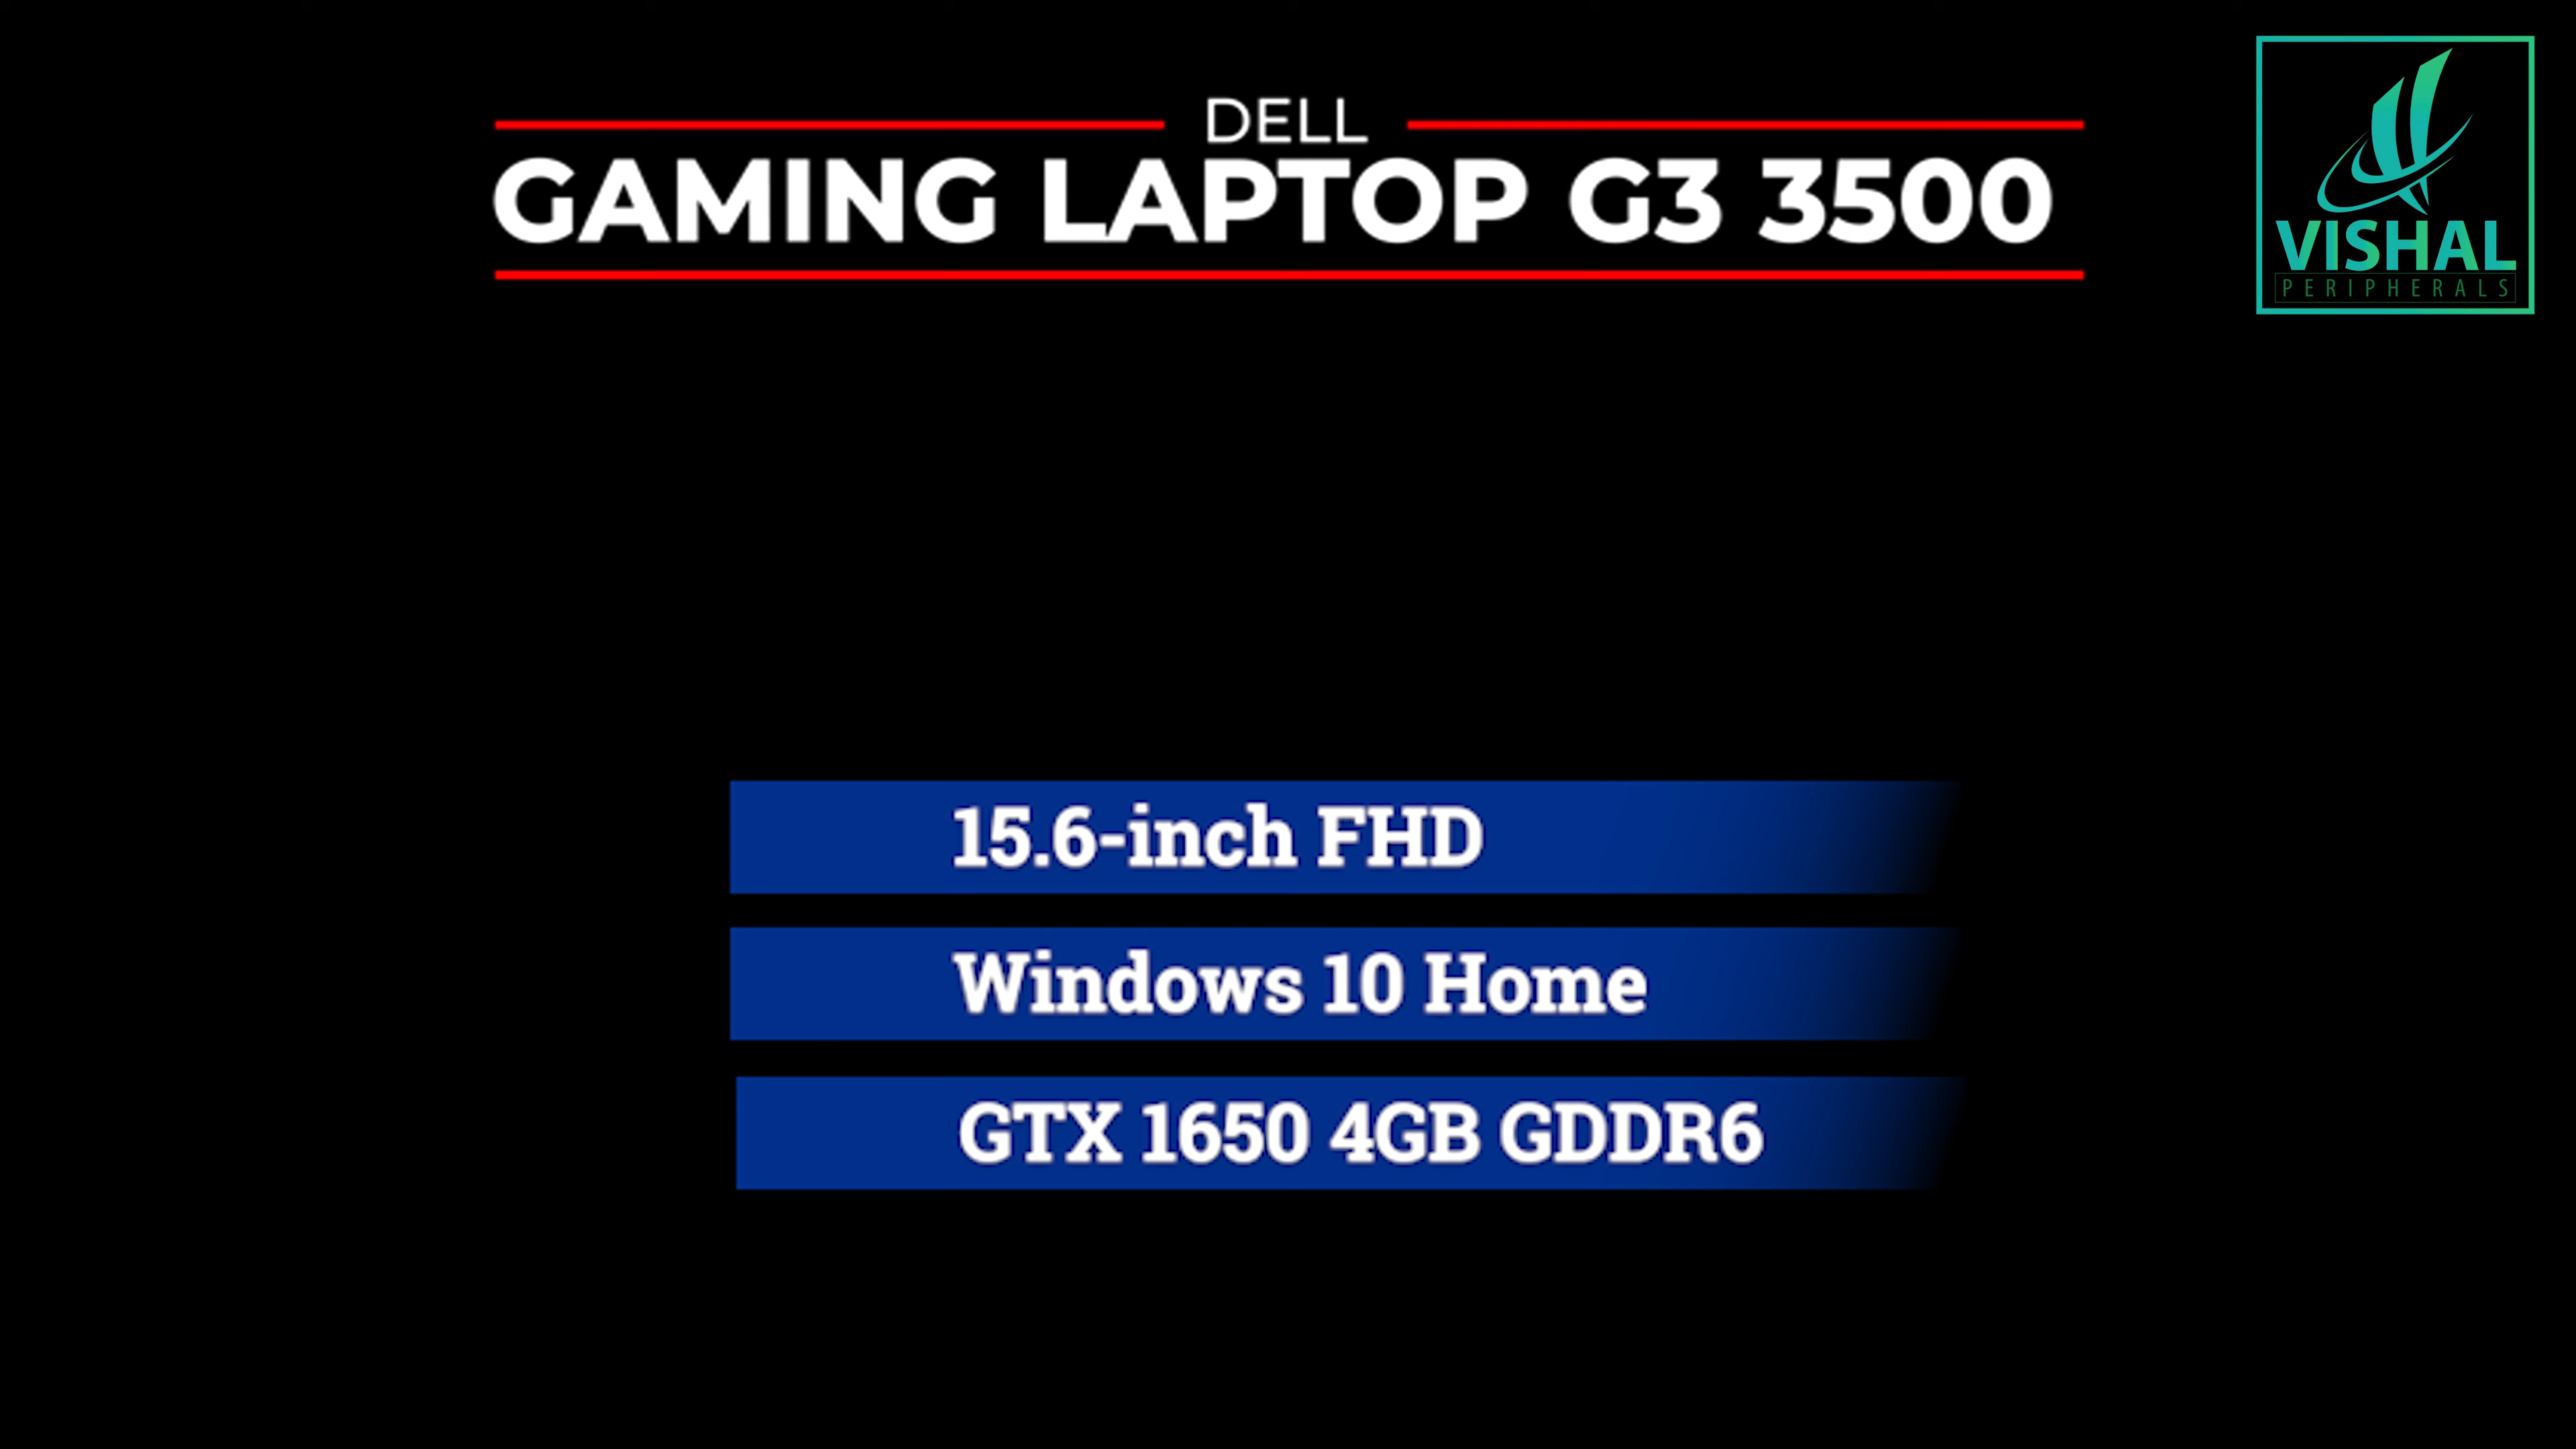 DELL
GAMING LAPTOP G3 3500
VISHAL
PERIPHERALS
15.6-inch FHD
Windows 10 Home
GTX 1650 4GB GDDR6